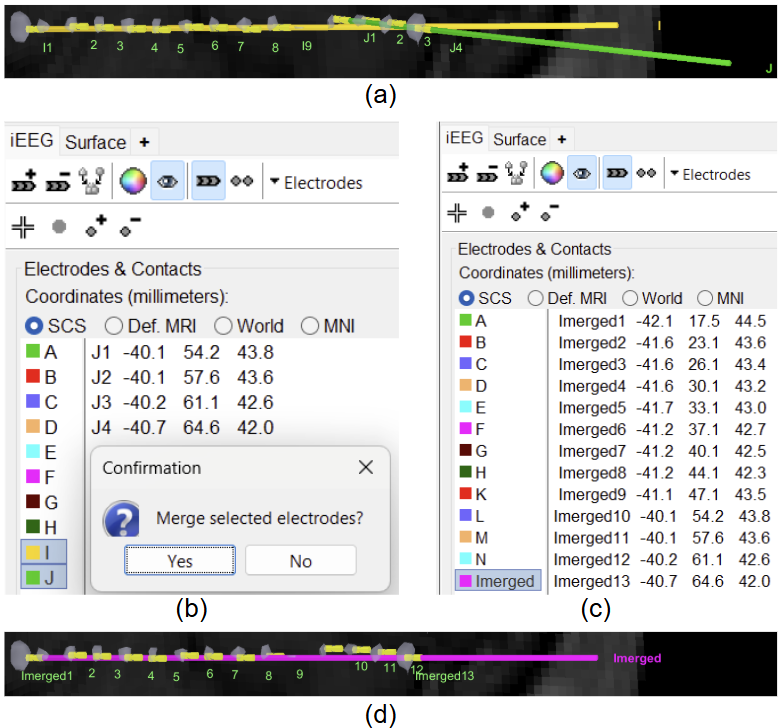 I1 2 3 4 5 6 7 8 I9 J1 2 3 J4 I
J
(a)
iEEG Surface +
Electrodes
Electrodes & Contacts
Coordinates (millimeters):
SCS Def. MRI World MNI
A J1 -40.1 54.2 43.8
B J2 -40.1 57.6 43.6
C J3 -40.2 61.1 42.6
D J4 -40.7 64.6 42.0
E
F
G
H
I
J
Confirmation
Merge selected electrodes?
Yes No
(b)
iEEG Surface +
Electrodes
Electrodes & Contacts
Coordinates (millimeters):
SCS Def. MRI World MNI
A Imerged1 -42.1 17.5 44.5
B Imerged2 -41.6 23.1 43.6
C Imerged3 -41.6 26.1 43.4
D Imerged4 -41.6 30.1 43.2
E Imerged5 -41.7 33.1 43.0
F Imerged6 -41.2 37.1 42.7
G Imerged7 -41.2 40.1 42.5
H Imerged8 -41.2 44.1 42.3
K Imerged9 -41.1 47.1 43.5
L Imerged10 -40.1 54.2 43.8
M Imerged11 -40.1 57.6 43.6
N Imerged12 -40.2 61.1 42.6
Imerged Imerged13 -40.7 64.6 42.0
(c)
Imerged
Imerged1 2 3 4 5 6 7 8 9 10 11 12 Imerged13
(d)